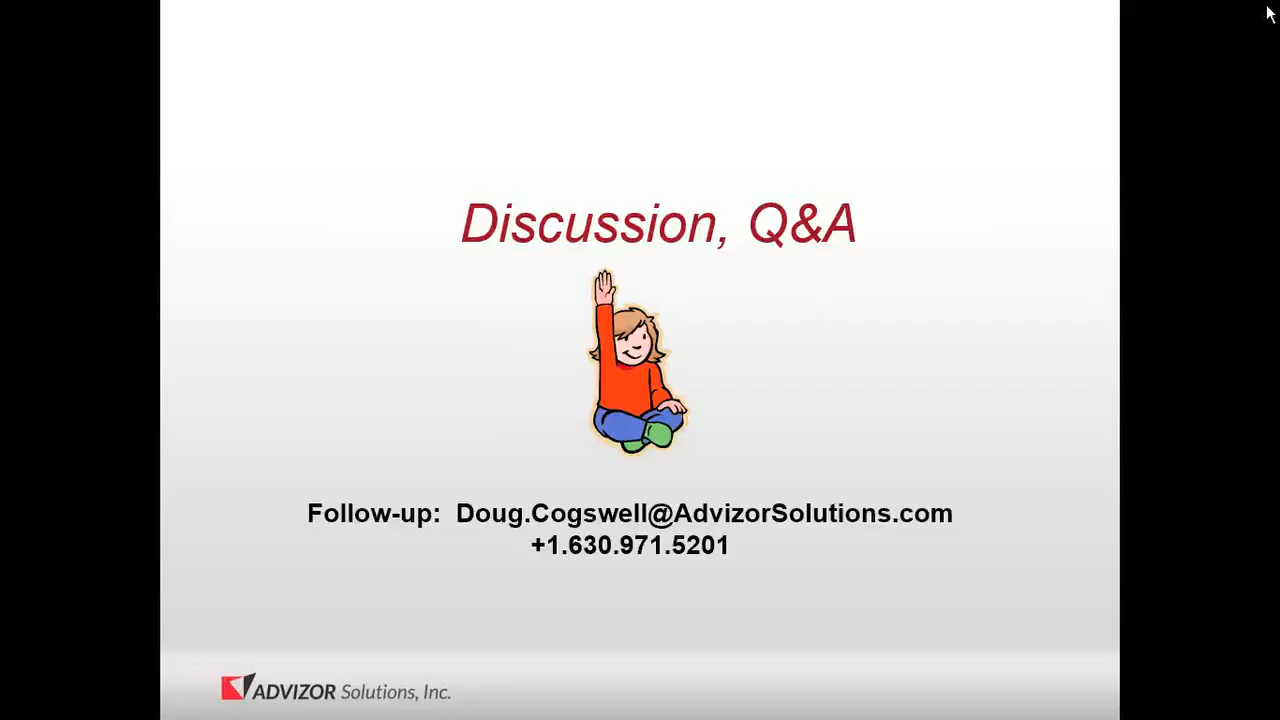 Discussion, Q&A
Follow-up: Doug.Cogswell@AdvizorSolutions.com
+1.630.971.5201
ADVIZOR Solutions, Inc.